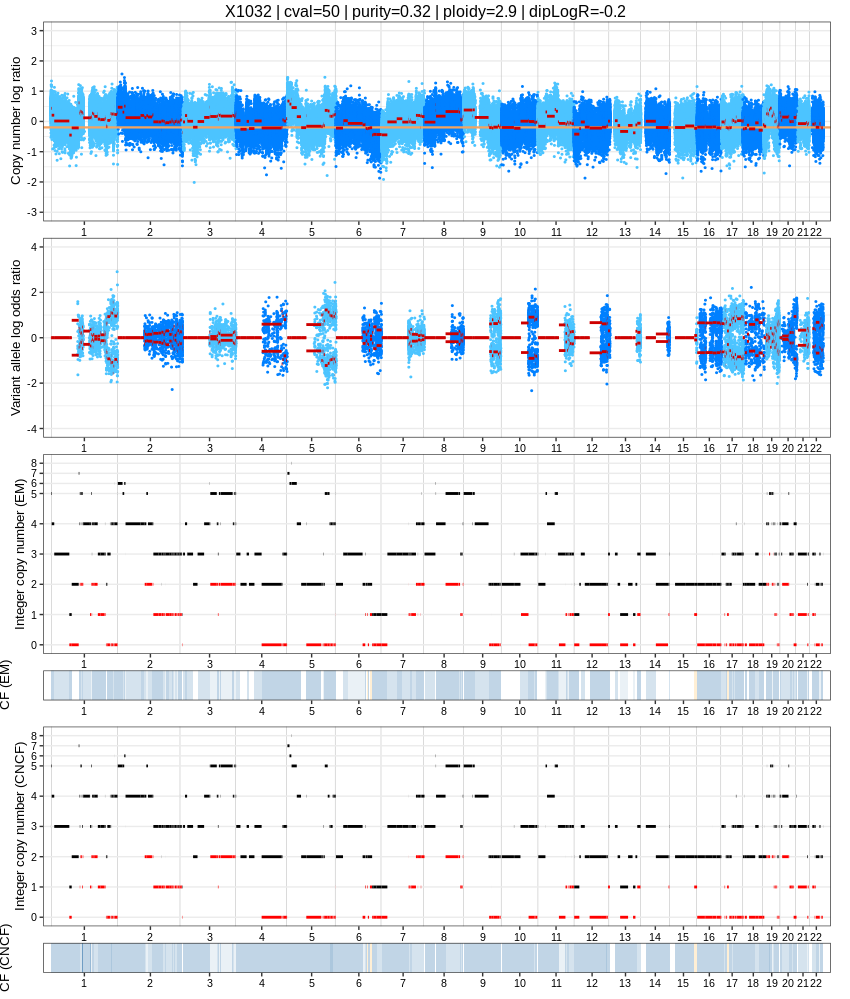 X1032 | cval=50 | purity=0.32 | ploidy=2.9 | dipLogR=-0.2
Copy number log ratio
3
2
1
0
-1
-2
-3
1 2 3 4 5 6 7 8 9 10 11 12 13 14 15 16 17 18 19 20 21 22
Variant allele log odds ratio
4
2
0
-2
-4
1 2 3 4 5 6 7 8 9 10 11 12 13 14 15 16 17 18 19 20 21 22
Integer copy number (EM)
8
7
6
5
4
3
2
1
0
1 2 3 4 5 6 7 8 9 10 11 12 13 14 15 16 17 18 19 20 21 22
CF (EM)
1 2 3 4 5 6 7 8 9 10 11 12 13 14 15 16 17 18 19 20 21 22
Integer copy number (CNCF)
8
7
6
5
4
3
2
1
0
1 2 3 4 5 6 7 8 9 10 11 12 13 14 15 16 17 18 19 20 21 22
CF (CNCF)
1 2 3 4 5 6 7 8 9 10 11 12 13 14 15 16 17 18 19 20 21 22